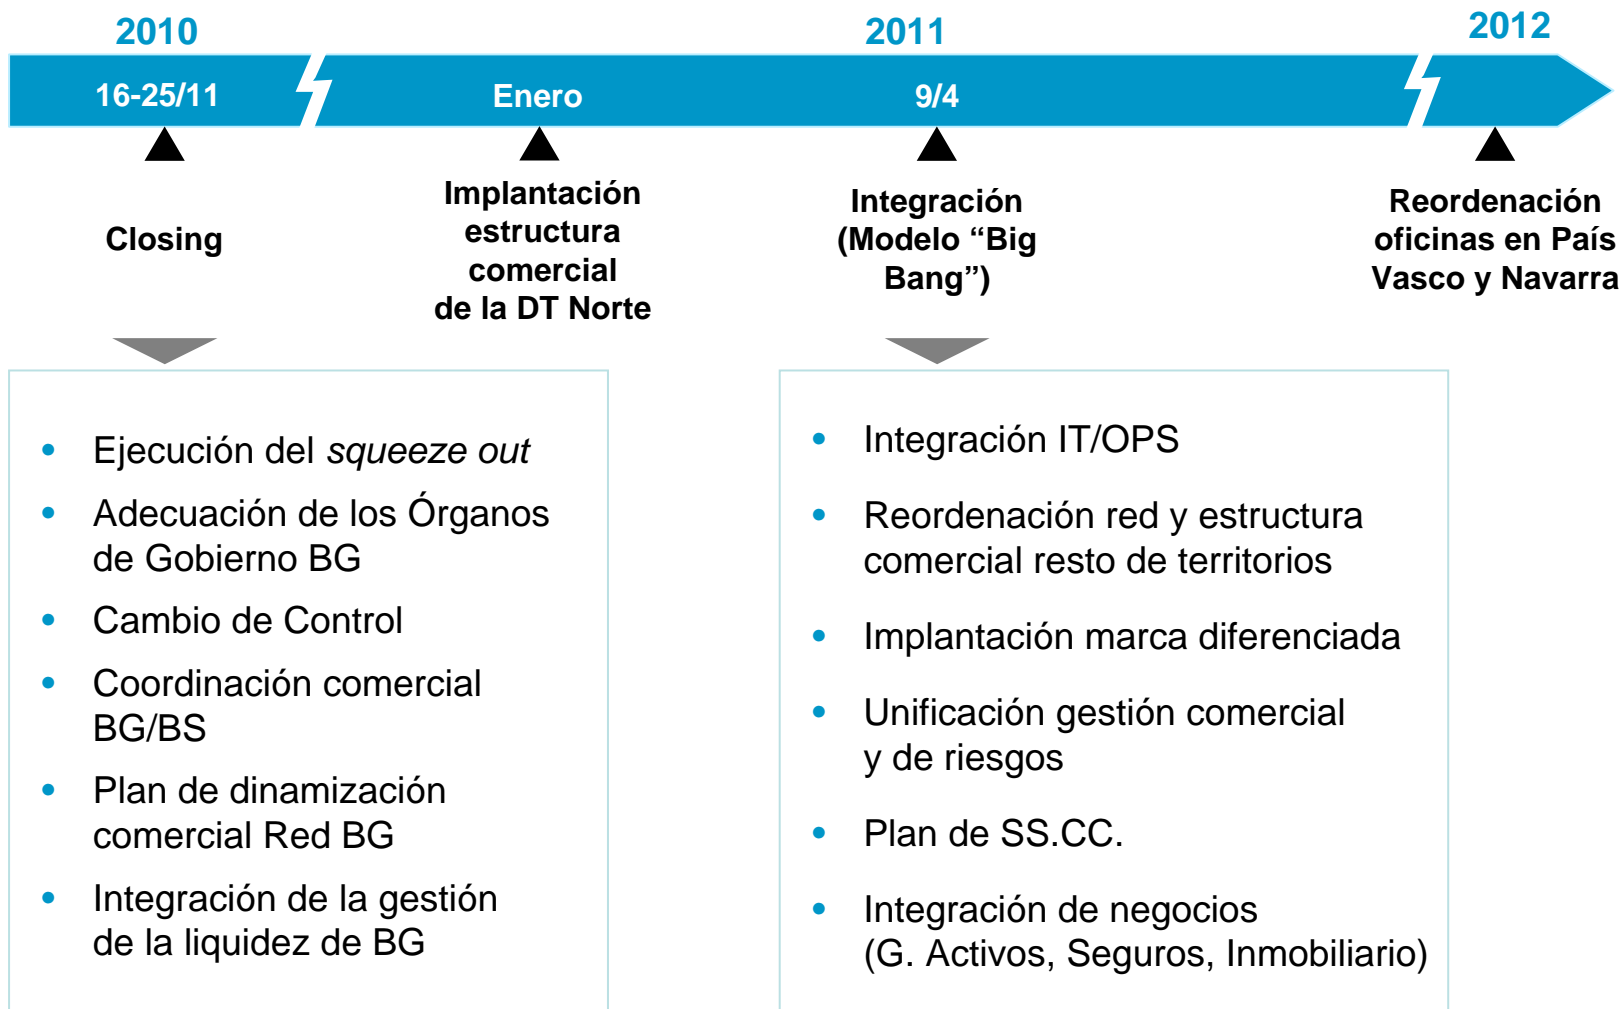 2010
2011
2012
16-25/11
Enero
9/4
Closing
Implantación
estructura
comercial
de la DT Norte
Integración
(Modelo “Big
Bang”)
Reordenación
oficinas en País
Vasco y Navarra
• Ejecución del squeeze out
• Adecuación de los Órganos
de Gobierno BG
• Cambio de Control
• Coordinación comercial
BG/BS
• Plan de dinamización
comercial Red BG
• Integración de la gestión
de la liquidez de BG
• Integración IT/OPS
• Reordenación red y estructura
comercial resto de territorios
• Implantación marca diferenciada
• Unificación gestión comercial
y de riesgos
• Plan de SS.CC.
• Integración de negocios
(G. Activos, Seguros, Inmobiliario)